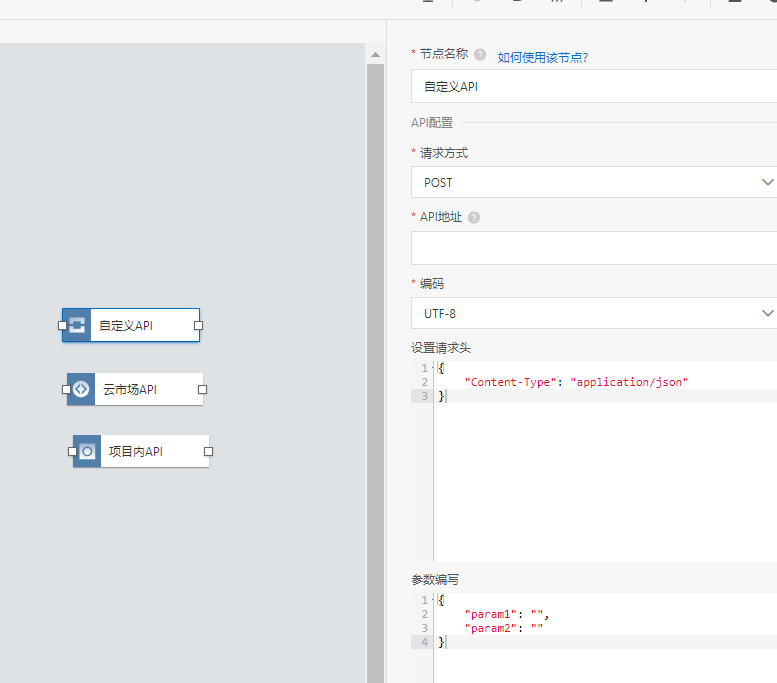 自定义API
云市场API
项目内API
* 节点名称 ? 如何使用该节点?
自定义API
API配置
* 请求方式
POST
* API地址 ?
* 编码
UTF-8
设置请求头
1 {
2 "Content-Type": "application/json"
3 }
参数编写
1 {
2 "param1": "",
3 "param2": ""
4 }